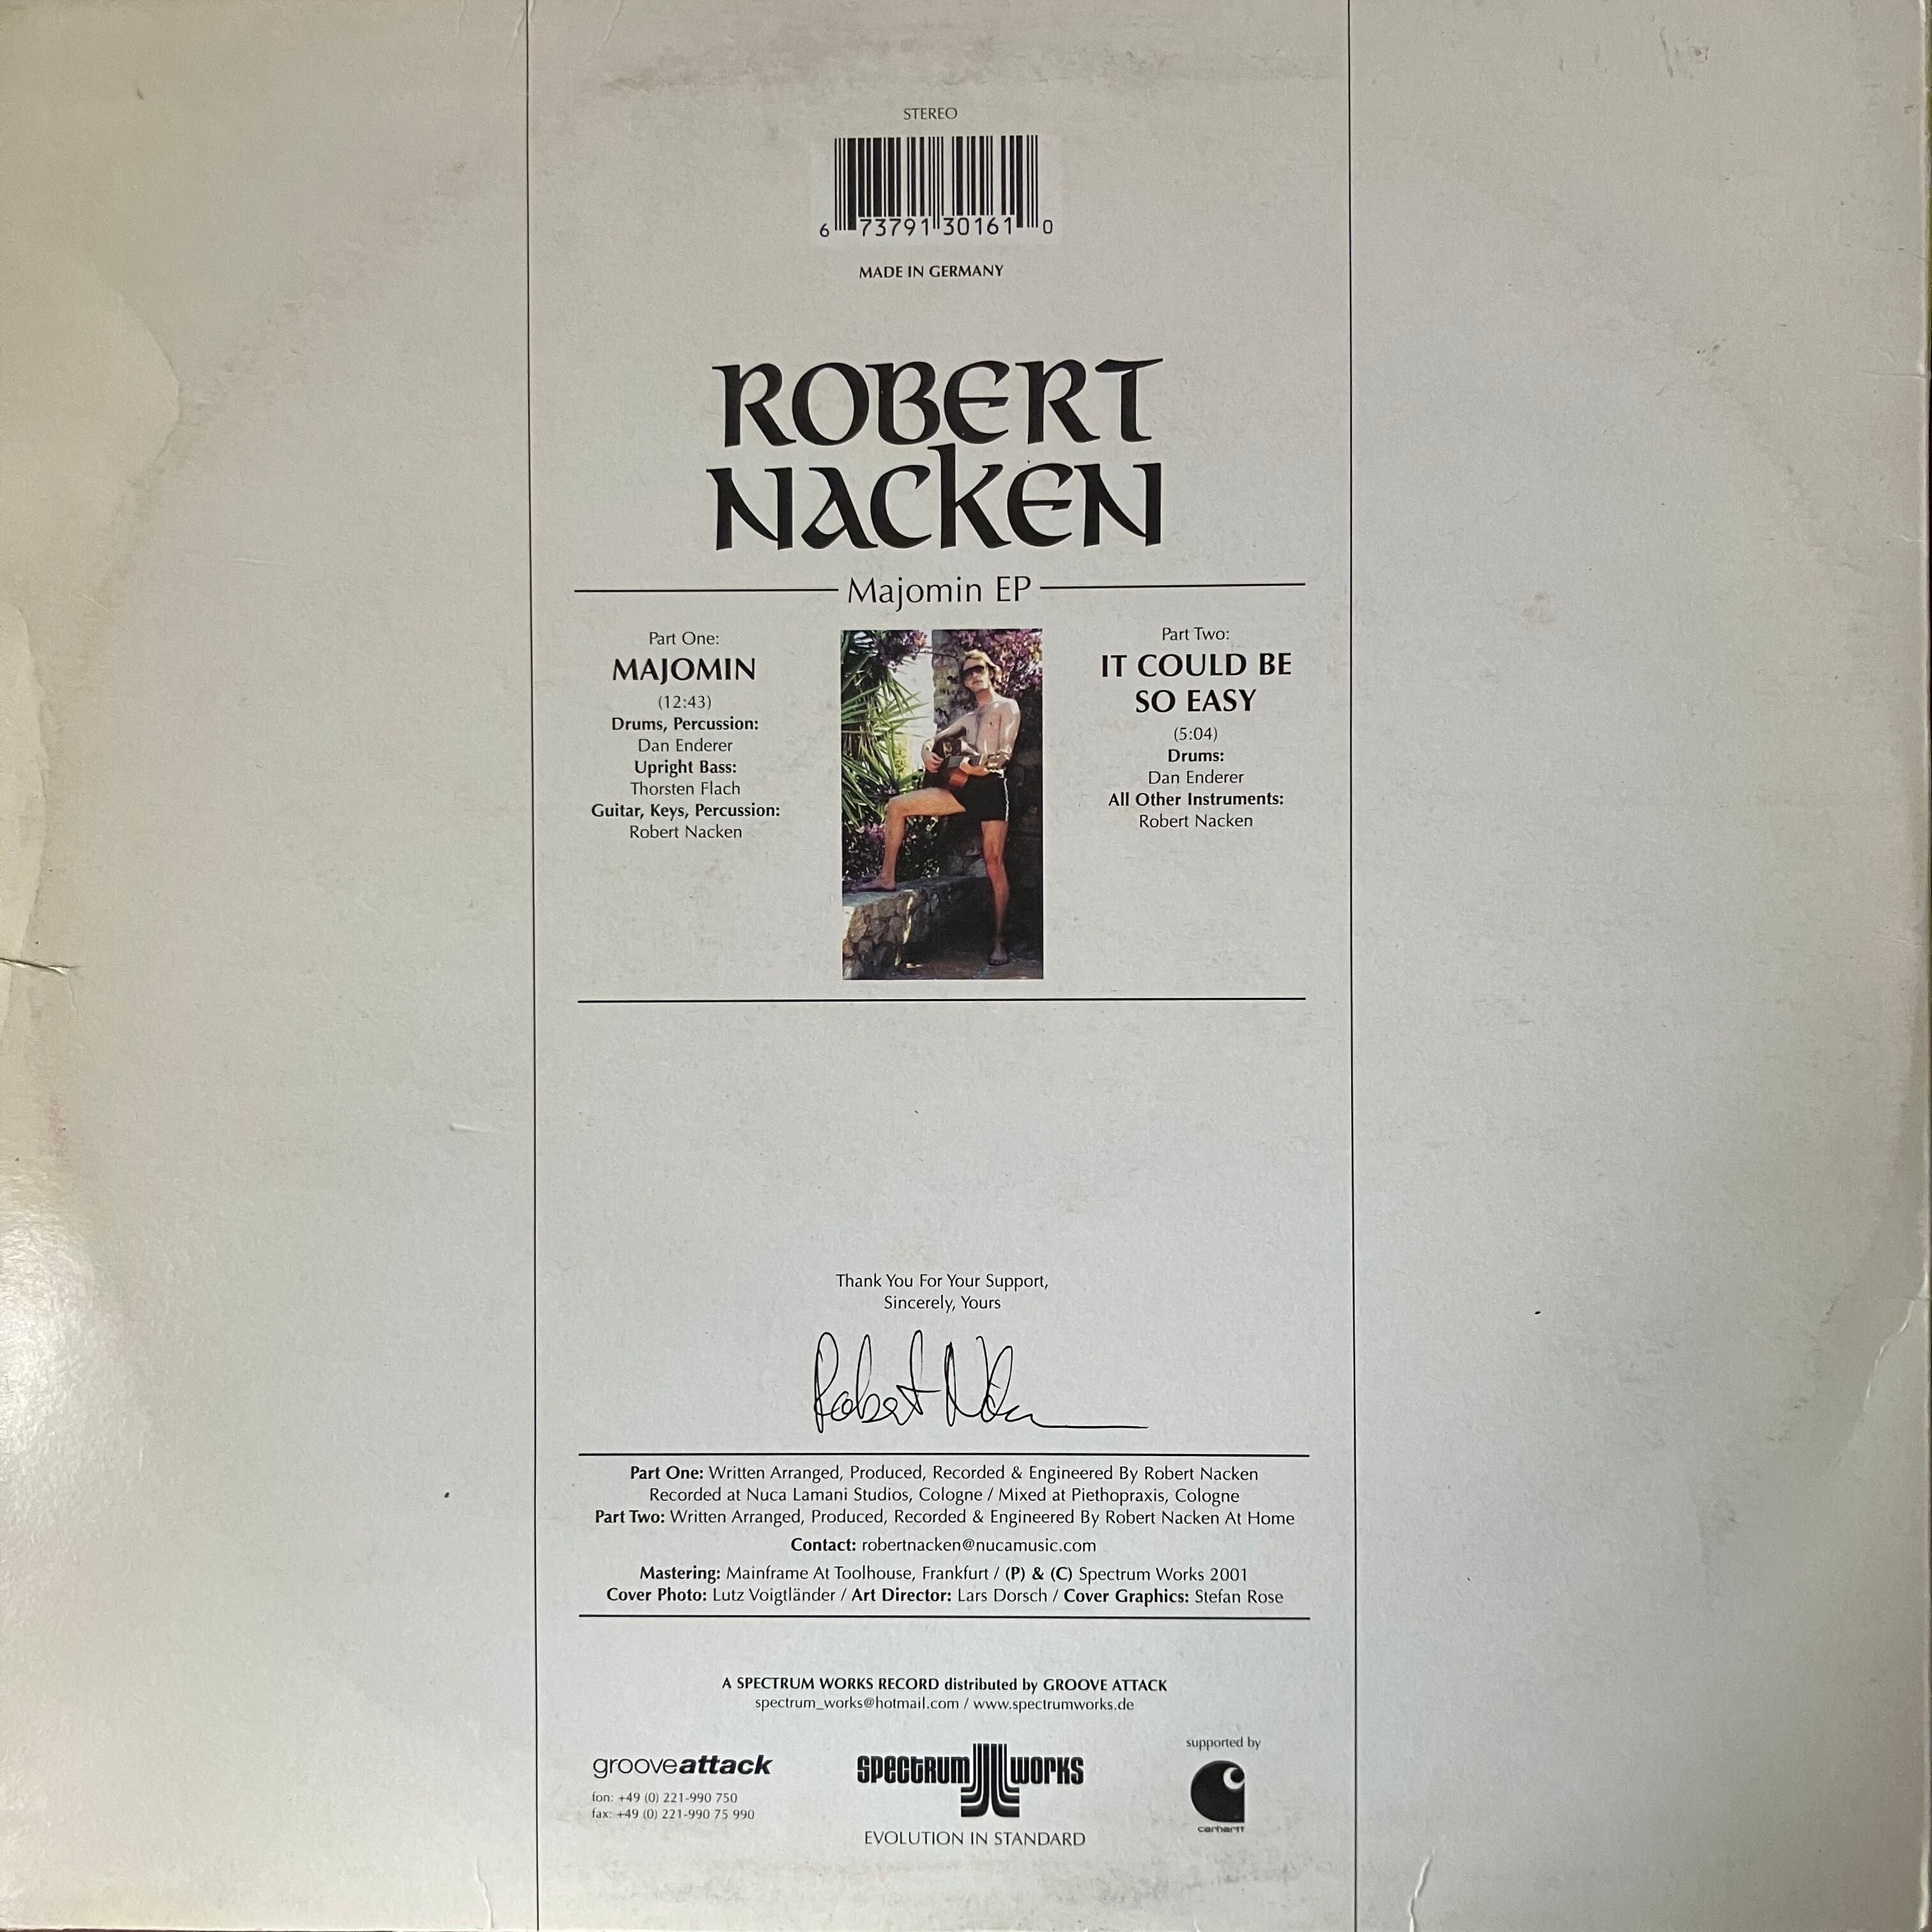 STEREO
6 73791 30161 0
MADE IN GERMANY
ROBERT
NACKEN
Majomin EP
Part One:
MAJOMIN
(12:43)
Drums, Percussion:
Dan Enderer
Upright Bass:
Thorsten Flach
Guitar, Keys, Percussion:
Robert Nacken
Part Two:
IT COULD BE
SO EASY
(5:04)
Drums:
Dan Enderer
All Other Instruments:
Robert Nacken
Thank You For Your Support,
Sincerely, Yours
Robert Nacken
Part One: Written Arranged, Produced, Recorded & Engineered By Robert Nacken
Recorded at Nuca Lamani Studios, Cologne / Mixed at Piethopraxis, Cologne
Part Two: Written Arranged, Produced, Recorded & Engineered By Robert Nacken At Home
Contact: robertnacken@nucamusic.com
Mastering: Mainframe At Toolhouse, Frankfurt / (P) & (C) Spectrum Works 2001
Cover Photo: Lutz Voigtländer / Art Director: Lars Dorsch / Cover Graphics: Stefan Rose
A SPECTRUM WORKS RECORD distributed by GROOVE ATTACK
spectrum_works@hotmail.com / www.spectrumworks.de
grooveattack
fon: +49 (0) 221-990 750
fax: +49 (0) 221-990 75 990
SPECTRUM WORKS
EVOLUTION IN STANDARD
supported by
carhartt